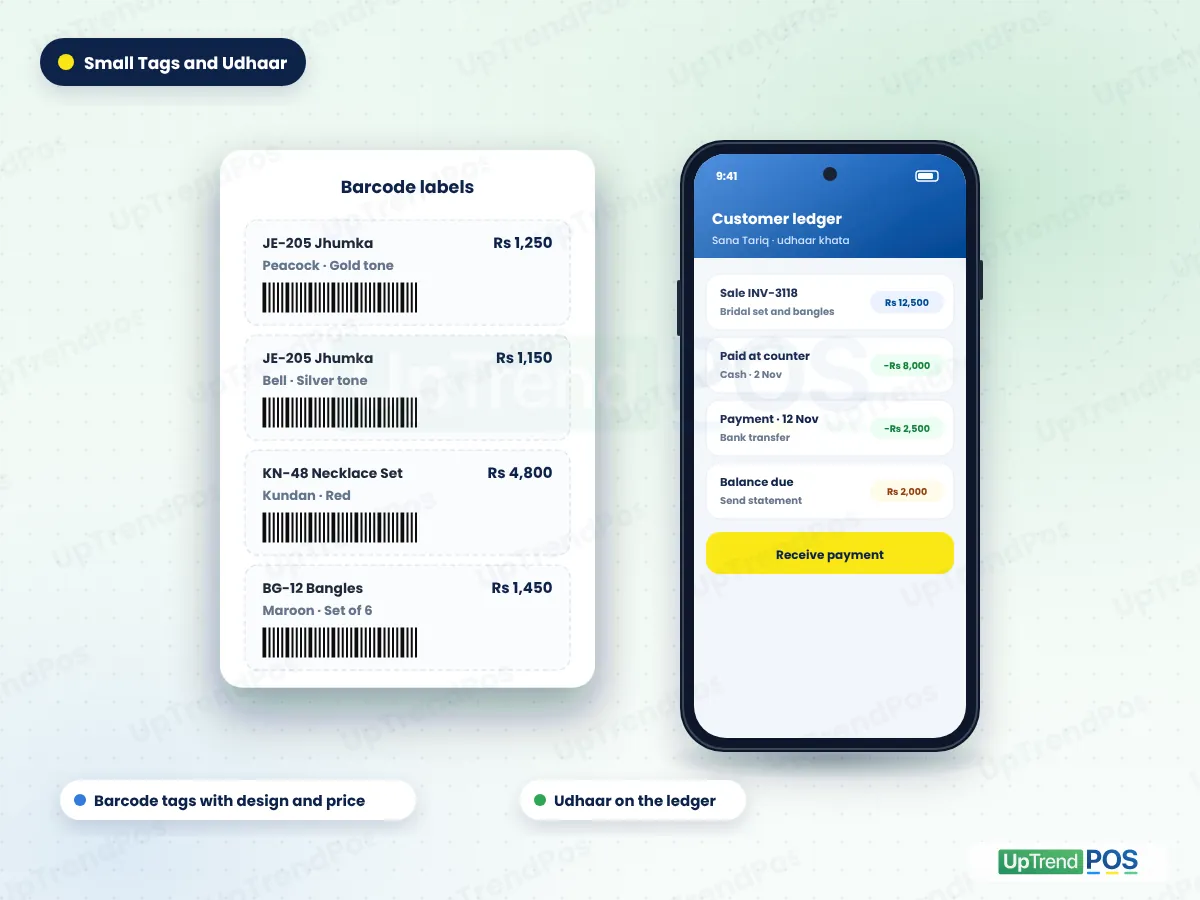 Small Tags and Udhaar
Barcode labels
JE-205 Jhumka Rs 1,250
Peacock · Gold tone
JE-205 Jhumka Rs 1,150
Bell · Silver tone
KN-48 Necklace Set Rs 4,800
Kundan · Red
BG-12 Bangles Rs 1,450
Maroon · Set of 6
9:41
Customer ledger
Sana Tariq · udhaar khata
Sale INV-3118 Rs 12,500
Bridal set and bangles
Paid at counter -Rs 8,000
Cash · 2 Nov
Payment · 12 Nov -Rs 2,500
Bank transfer
Balance due Rs 2,000
Send statement
Receive payment
Barcode tags with design and price
Udhaar on the ledger
UpTrend POS